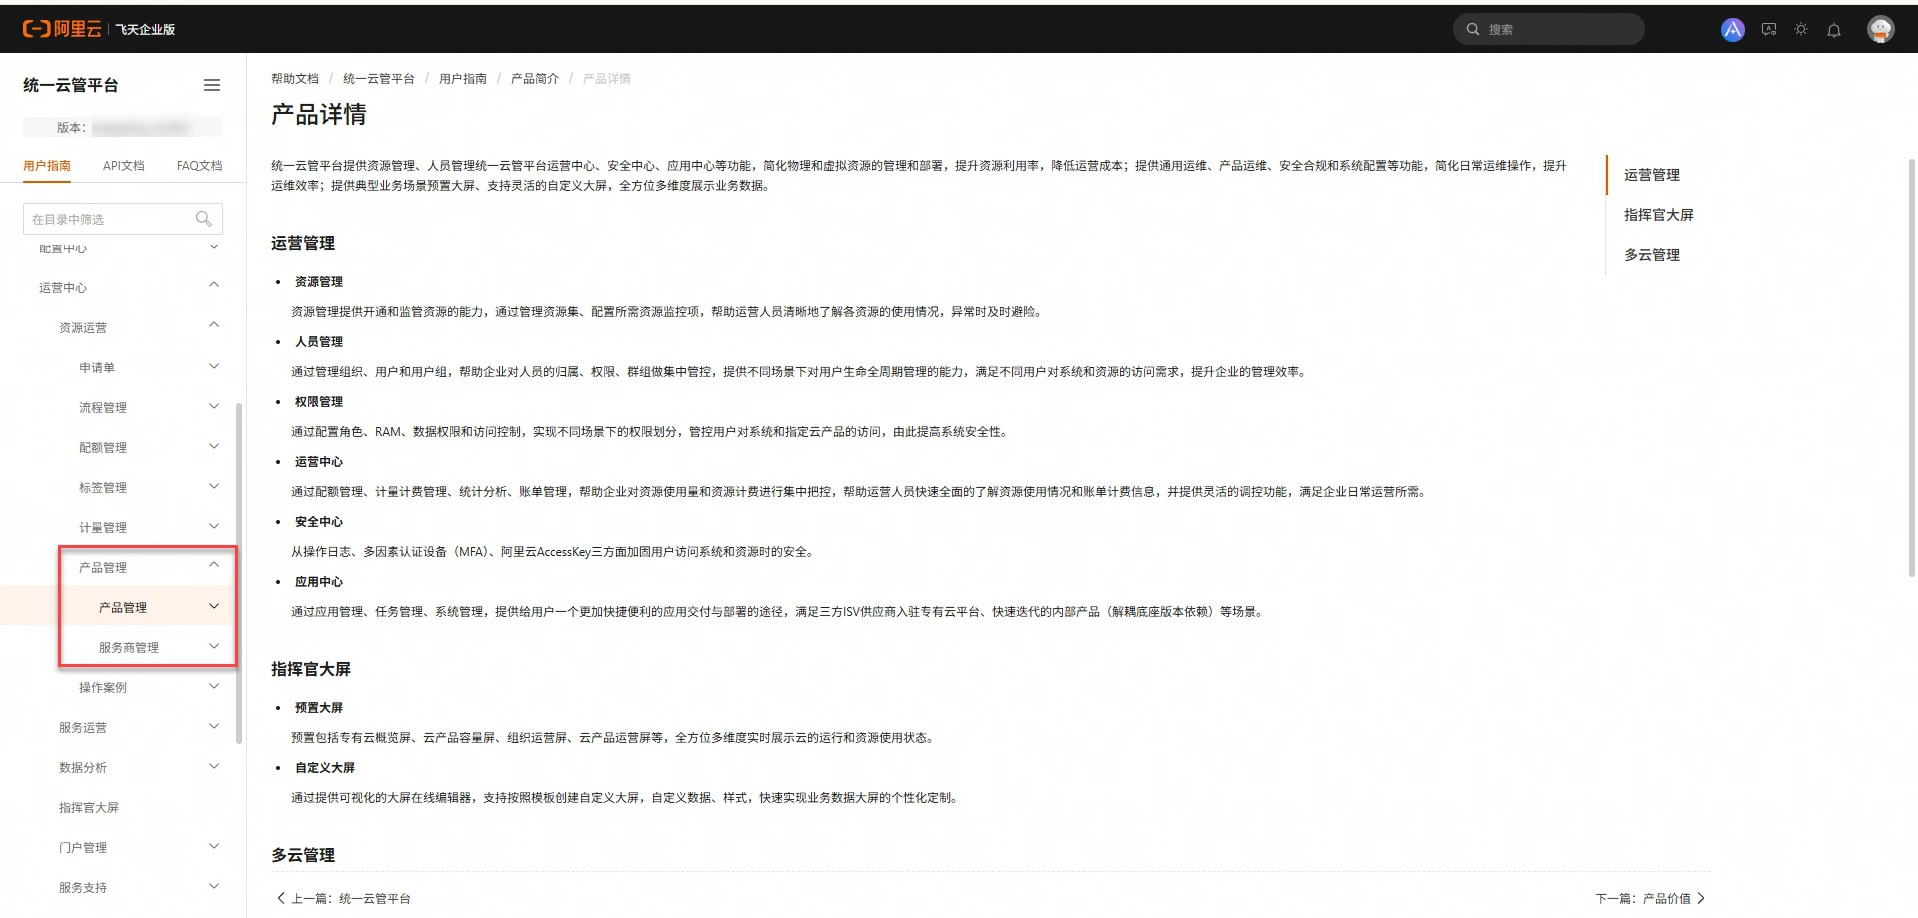 阿里云 飞天企业版
搜索
统一云管平台
版本：
用户指南 API文档 FAQ文档
在目录中筛选
配置中心
运营中心
资源运营
申请单
流程管理
配额管理
标签管理
计量管理
产品管理
产品管理
服务商管理
操作案例
服务运营
数据分析
指挥官大屏
门户管理
服务支持
帮助文档 / 统一云管平台 / 用户指南 / 产品简介 / 产品详情
产品详情
统一云管平台提供资源管理、人员管理统一云管平台运营中心、安全中心、应用中心等功能，简化物理和虚拟资源的管理和部署，提升资源利用率，降低运营成本；提供通用运维、产品运维、安全合规和系统配置等功能，简化日常运维操作，提升
运维效率；提供典型业务场景预置大屏、支持灵活的自定义大屏，全方位多维度展示业务数据。
运营管理
• 资源管理
资源管理提供开通和监管资源的能力，通过管理资源集、配置所需资源监控项，帮助运营人员清晰地了解各资源的使用情况，异常时及时避险。
• 人员管理
通过管理组织、用户和用户组，帮助企业对人员的归属、权限、群组做集中管控，提供不同场景下对用户生命全周期管理的能力，满足不同用户对系统和资源的访问需求，提升企业的管理效率。
• 权限管理
通过配置角色、RAM、数据权限和访问控制，实现不同场景下的权限划分，管控用户对系统和指定云产品的访问，由此提高系统安全性。
• 运营中心
通过配额管理、计量计费管理、统计分析、账单管理，帮助企业对资源使用量和资源计费进行集中把控，帮助运营人员快速全面的了解资源使用情况和账单计费信息，并提供灵活的调控功能，满足企业日常运营所需。
• 安全中心
从操作日志、多因素认证设备（MFA）、阿里云AccessKey三方面加固用户访问系统和资源时的安全。
• 应用中心
通过应用管理、任务管理、系统管理，提供给用户一个更加快捷便利的应用交付与部署的途径，满足三方ISV供应商入驻专有云平台、快速迭代的内部产品（解耦底座版本依赖）等场景。
指挥官大屏
• 预置大屏
预置包括专有云概览屏、云产品容量屏、组织运营屏、云产品运营屏等，全方位多维度实时展示云的运行和资源使用状态。
• 自定义大屏
通过提供可视化的大屏在线编辑器，支持按照模板创建自定义大屏，自定义数据、样式，快速实现业务数据大屏的个性化定制。
多云管理
上一篇：统一云管平台
下一篇：产品价值
运营管理
指挥官大屏
多云管理